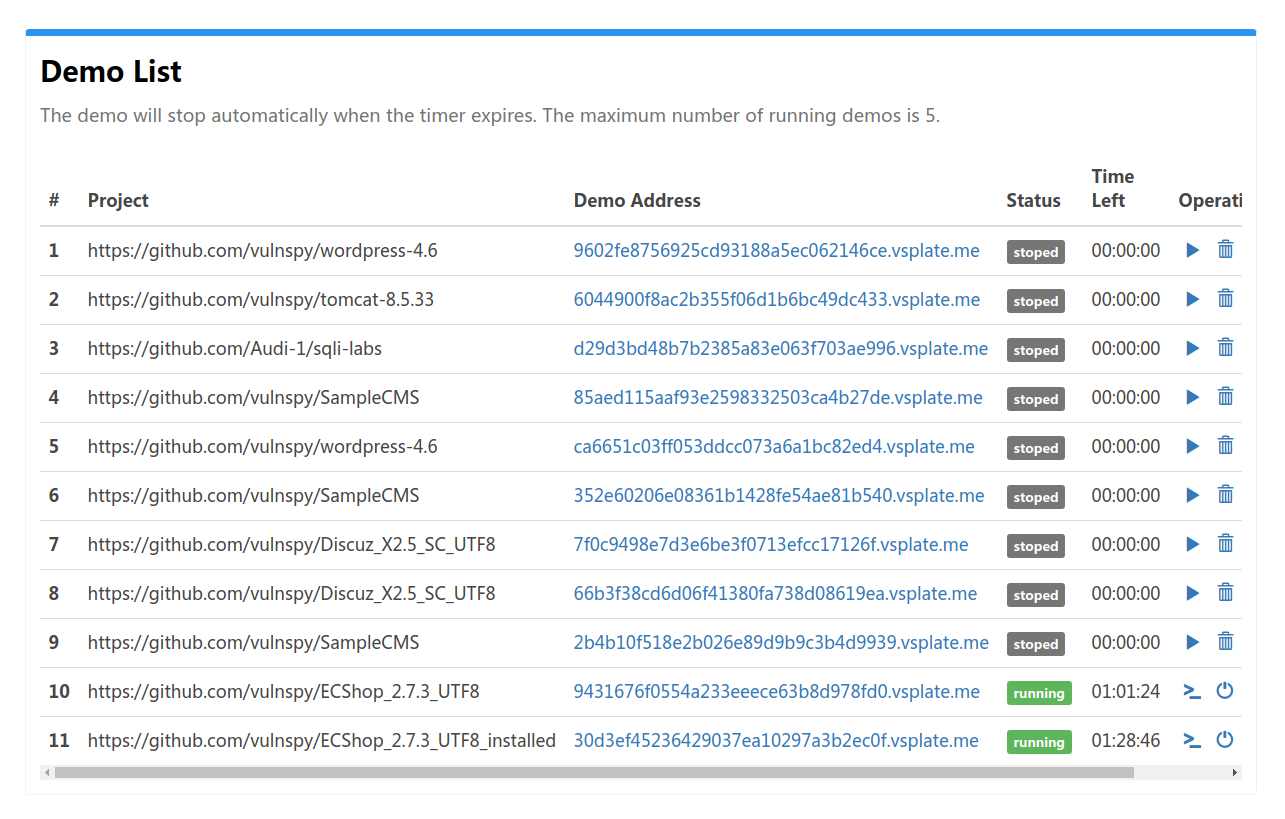 Demo List
The demo will stop automatically when the timer expires. The maximum number of running demos is 5.
# Project Demo Address Status Time Left Operati
1 https://github.com/vulnspy/wordpress-4.6 9602fe8756925cd93188a5ec062146ce.vsplate.me stoped 00:00:00
2 https://github.com/vulnspy/tomcat-8.5.33 6044900f8ac2b355f06d1b6bc49dc433.vsplate.me stoped 00:00:00
3 https://github.com/Audi-1/sqli-labs d29d3bd48b7b2385a83e063f703ae996.vsplate.me stoped 00:00:00
4 https://github.com/vulnspy/SampleCMS 85aed115aaf93e2598332503ca4b27de.vsplate.me stoped 00:00:00
5 https://github.com/vulnspy/wordpress-4.6 ca6651c03ff053ddcc073a6a1bc82ed4.vsplate.me stoped 00:00:00
6 https://github.com/vulnspy/SampleCMS 352e60206e08361b1428fe54ae81b540.vsplate.me stoped 00:00:00
7 https://github.com/vulnspy/Discuz_X2.5_SC_UTF8 7f0c9498e7d3e6be3f0713efcc17126f.vsplate.me stoped 00:00:00
8 https://github.com/vulnspy/Discuz_X2.5_SC_UTF8 66b3f38cd6d06f41380fa738d08619ea.vsplate.me stoped 00:00:00
9 https://github.com/vulnspy/SampleCMS 2b4b10f518e2b026e89d9b9c3b4d9939.vsplate.me stoped 00:00:00
10 https://github.com/vulnspy/ECShop_2.7.3_UTF8 9431676f0554a233eeece63b8d978fd0.vsplate.me running 01:01:24
11 https://github.com/vulnspy/ECShop_2.7.3_UTF8_installed 30d3ef45236429037ea10297a3b2ec0f.vsplate.me running 01:28:46